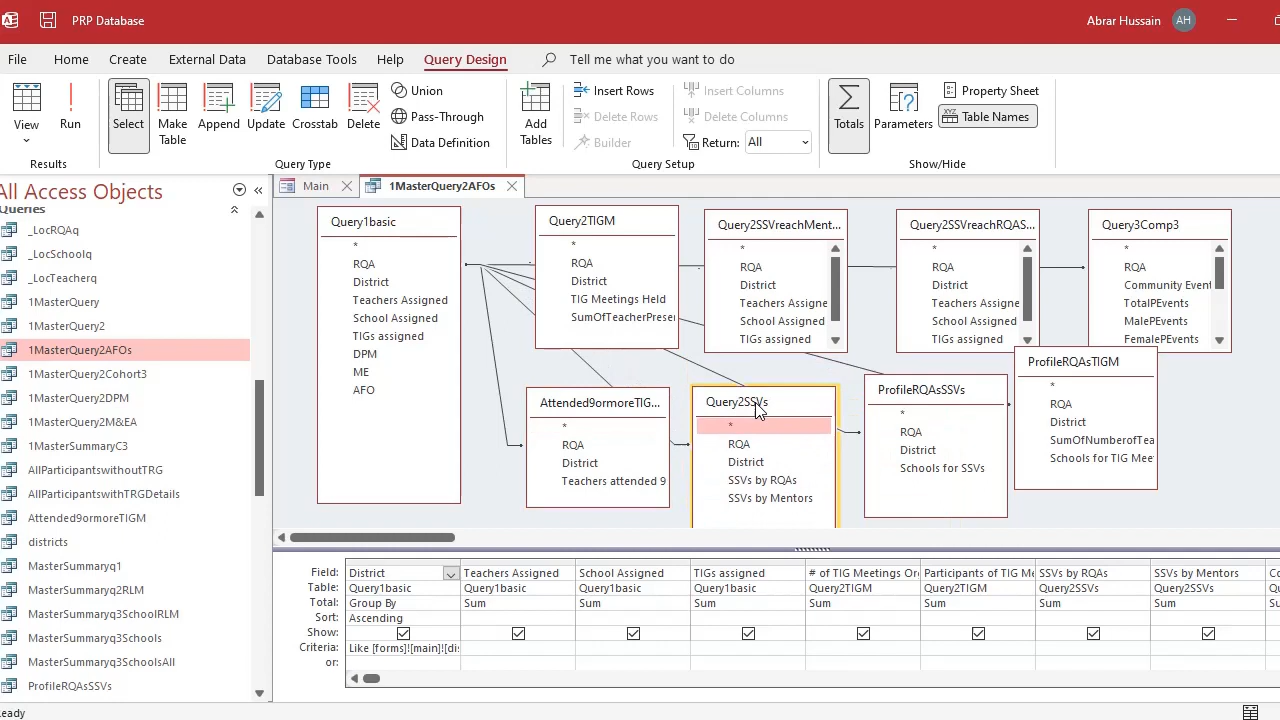 PRP Database
Abrar Hussain AH
File Home Create External Data Database Tools Help Query Design Tell me what you want to do
View
Run
Results
Select
Make Table
Append
Update
Crosstab
Delete
Union
Pass-Through
Data Definition
Query Type
Add Tables
Insert Rows
Delete Rows
Builder
Insert Columns
Delete Columns
Return: All
Query Setup
Totals
Parameters
Property Sheet
XYZ Table Names
Show/Hide
All Access Objects
Queries
_LocRQAq
_LocSchoolq
_LocTeacherq
1MasterQuery
1MasterQuery2
1MasterQuery2AFOs
1MasterQuery2Cohort3
1MasterQuery2DPM
1MasterQuery2M&EA
1MasterSummaryC3
AllParticipantswithoutTRG
AllParticipantswithTRGDetails
Attended9ormoreTIGM
districts
MasterSummaryq1
MasterSummaryq2RLM
MasterSummaryq3SchoolRLM
MasterSummaryq3Schools
MasterSummaryq3SchoolsAll
ProfileRQAsSSVs
Main 1MasterQuery2AFOs
Query1basic
*
RQA
District
Teachers Assigned
School Assigned
TIGs assigned
DPM
ME
AFO
Query2TIGM
*
RQA
District
TIG Meetings Held
SumOfTeacherPreser
Query2SSVreachMent...
*
RQA
District
Teachers Assigne
School Assigned
TIGs assigned
Query2SSVreachRQAS...
*
RQA
District
Teachers Assigne
School Assigned
TIGs assigned
Query3Comp3
*
RQA
Community Event
TotalPEvents
MalePEvents
FemalePEvents
Attended9ormoreTIG...
*
RQA
District
Teachers attended 9
Query2SSVs
*
RQA
District
SSVs by RQAs
SSVs by Mentors
ProfileRQAsSSVs
*
RQA
District
Schools for SSVs
ProfileRQAsTIGM
*
RQA
District
SumOfNumberofTea
Schools for TIG Mee
Field: District Teachers Assigned School Assigned TIGs assigned # of TIG Meetings Or Participants of TIG Me SSVs by RQAs SSVs by Mentors Co
Table: Query1basic Query1basic Query1basic Query1basic Query2TIGM Query2TIGM Query2SSVs Query2SSVs
Total: Group By Sum Sum Sum Sum Sum Sum Sum
Sort: Ascending
Show:
Criteria: Like [forms]![main]![dis
or:
eady